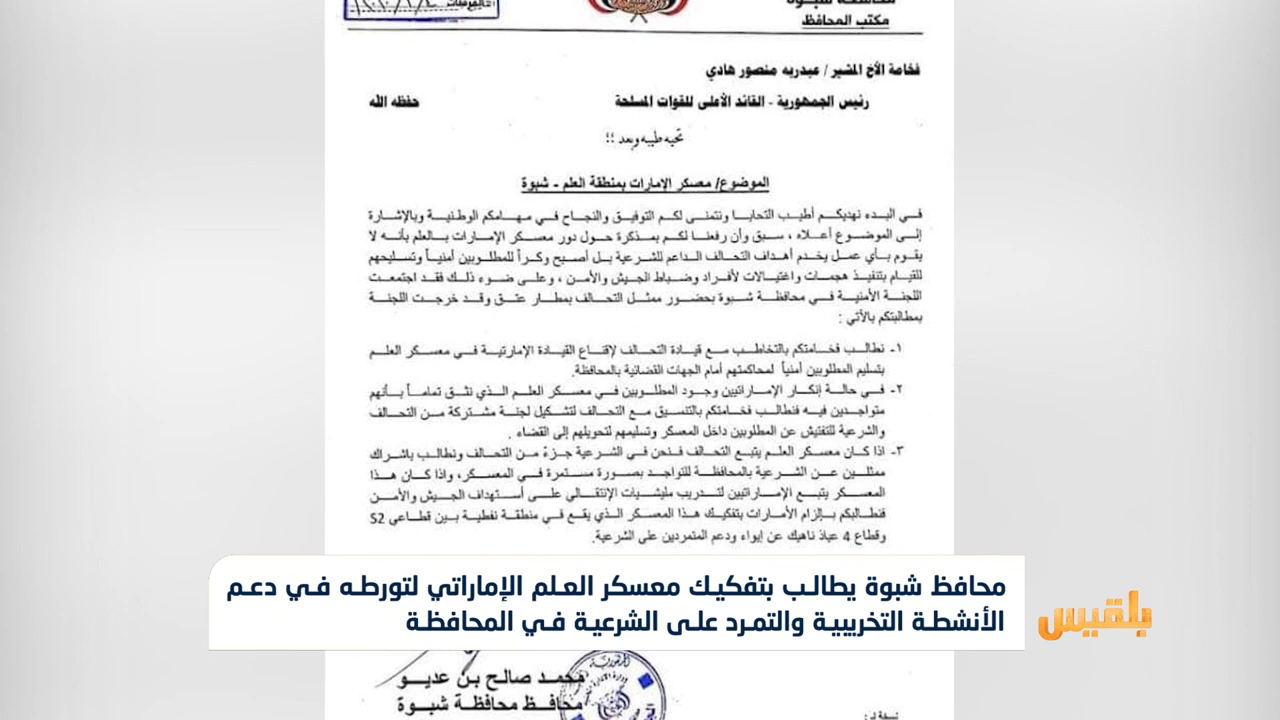 محافظة شبوة
مكتب المحافظ
فخامة الأخ المشير / عبدربه منصور هادي
رئيس الجمهورية - القائد الأعلى للقوات المسلحة حفظه الله
تحيه طيبه وبعد !!
الموضوع/ معسكر الإمارات بمنطقة العلم - شبوة
في البدء نهديكم أطيب التحايا ونتمنى لكم التوفيق والنجاح في مهامكم الوطنية وبالإشارة
إلى الموضوع أعلاه ، سبق وأن رفعنا لكم بمذكرة حول دور معسكر الإمارات بالعلم بأنه لا
يقوم بأي عمل يخدم أهداف التحالف الداعم للشرعية بل أصبح وكراً للمطلوبين أمنياً وتسليحهم
للقيام بتنفيذ هجمات واغتيالات لأفراد وضباط الجيش والأمن ، وعلى ضوء ذلك فقد اجتمعت
اللجنة الأمنية في محافظة شبوة بحضور ممثل التحالف بمطار عتق وقد خرجت اللجنة
بمطالبتكم بالأتي :
١- نطالب فخامتكم بالتخاطب مع قيادة التحالف لإقناع القيادة الإمارتية في معسكر العلم
بتسليم المطلوبين أمنياً لمحاكمتهم أمام الجهات القضائية بالمحافظة.
٢- في حالة إنكار الإماراتيين وجود المطلوبين في معسكر العلم الذي نثق تماماً بأنهم
متواجدين فيه فنطالب فخامتكم بالتنسيق مع التحالف لتشكيل لجنة مشتركة من التحالف
والشرعية للتفتيش عن المطلوبين داخل المعسكر وتسليمهم لتحويلهم إلى القضاء .
٣- اذا كان معسكر العلم يتبع التحالف فنحن في الشرعية جزءً من التحالف ونطالب باشراك
ممثلين عن الشرعية بالمحافظة للتواجد بصورة مستمرة في المعسكر، واذا كان هذا
المعسكر يتبع الإماراتيين لتدريب مليشيات الإنتقالي على أستهداف الجيش والأمن
فنطالبكم بإلزام الأمارات بتفكيك هذا المعسكر الذي يقع في منطقة نفطية بين قطاعي S2
وقطاع 4 عياذ ناهيك عن إيواء ودعم المتمردين على الشرعية.
محافظ شبوة يطالب بتفكيك معسكر العلم الإماراتي لتورطه في دعم
الأنشطة التخريبية والتمرد على الشرعية في المحافظة
بلقيس
محمد صالح بن عديو
محافظ محافظة شبوة